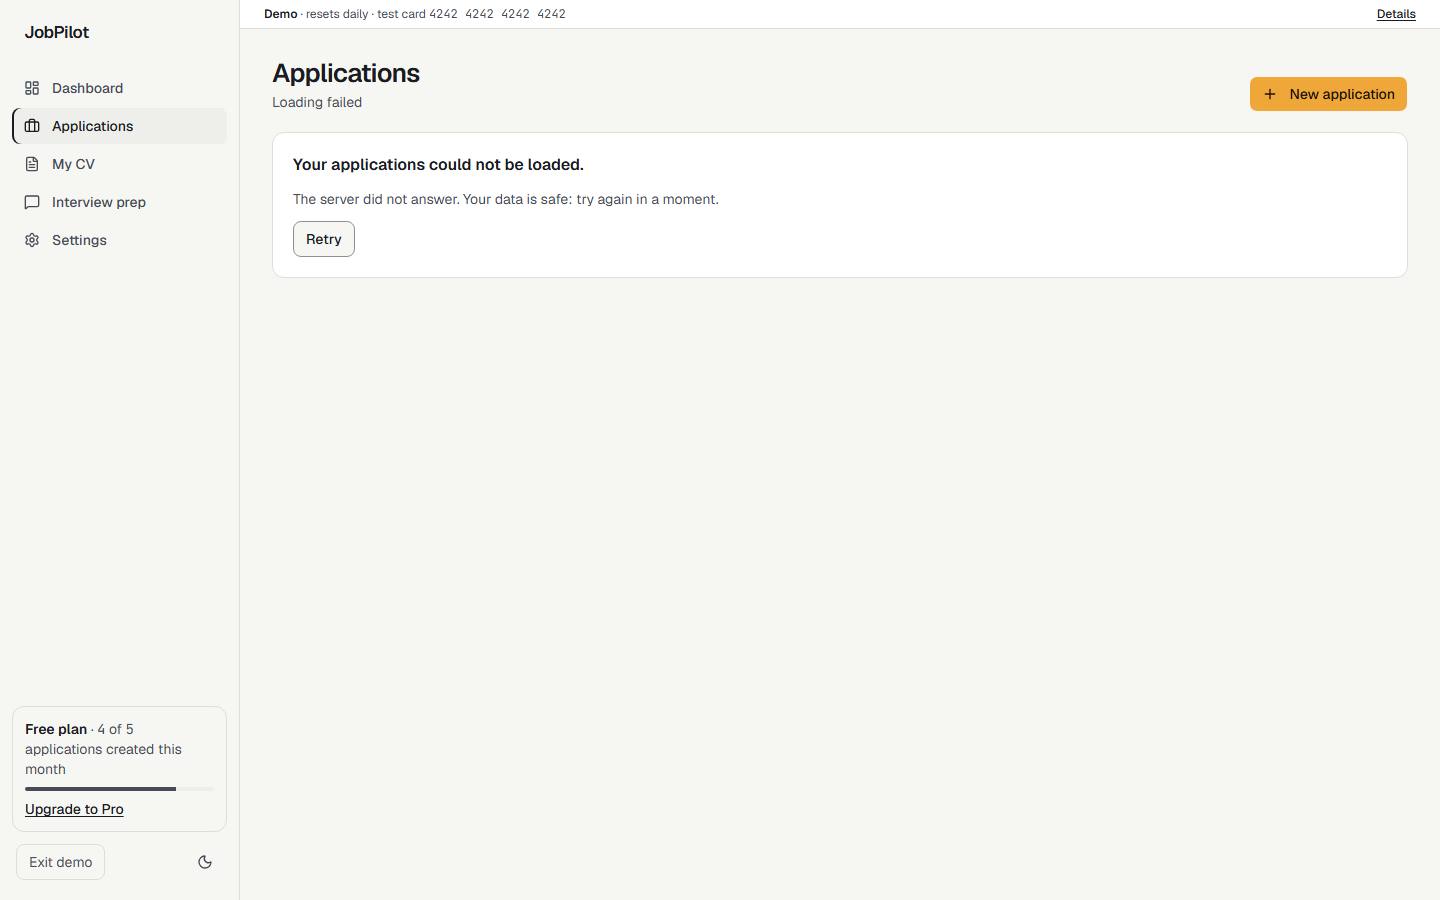 JobPilot
Dashboard
Applications
My CV
Interview prep
Settings
Free plan · 4 of 5
applications created this
month
Upgrade to Pro
Exit demo
Demo · resets daily · test card 4242 4242 4242 4242
Details
Applications
Loading failed
New application
Your applications could not be loaded.
The server did not answer. Your data is safe: try again in a moment.
Retry